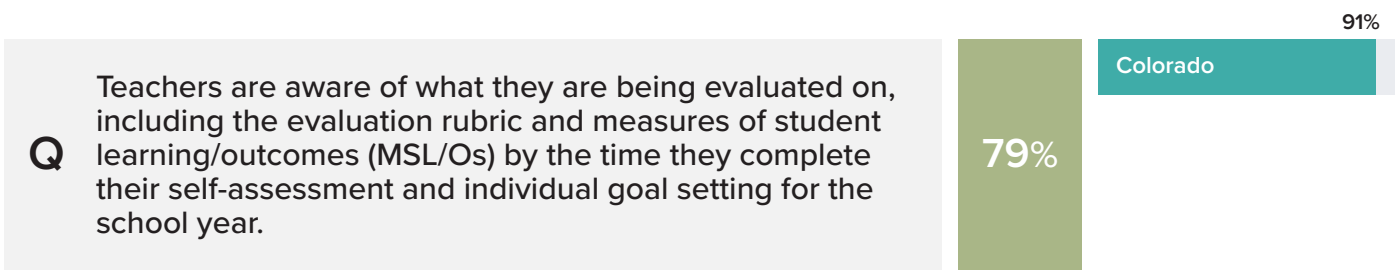 91%
Colorado
Q
Teachers are aware of what they are being evaluated on,
including the evaluation rubric and measures of student
learning/outcomes (MSL/Os) by the time they complete
their self-assessment and individual goal setting for the
school year.
79%